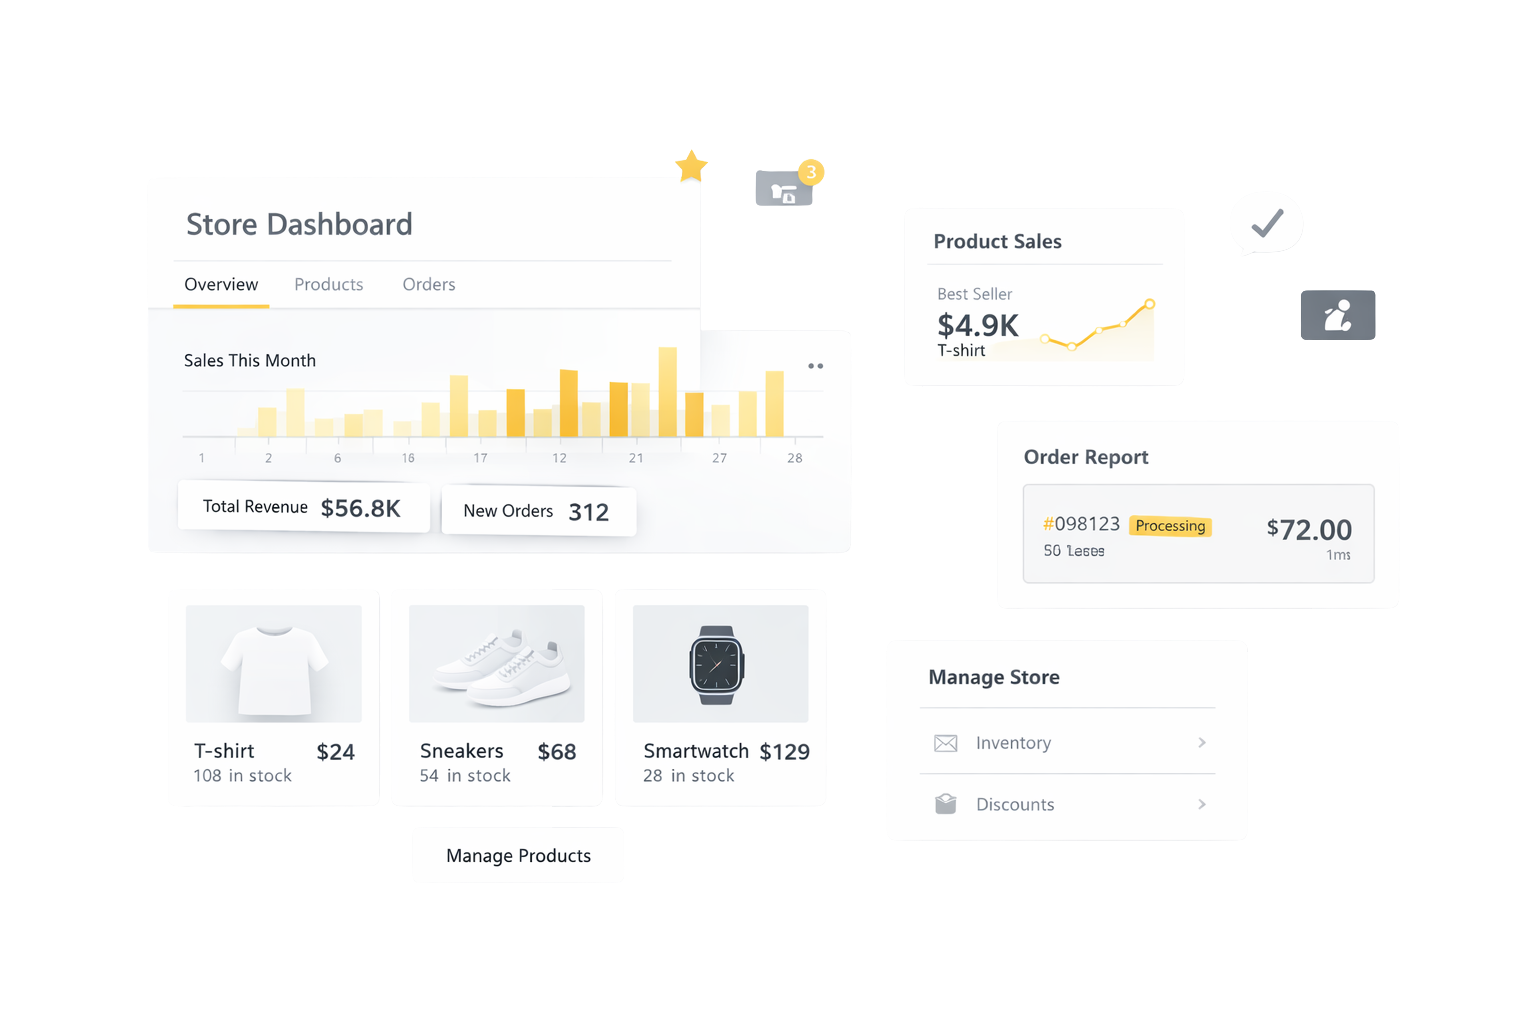 Store Dashboard
3
Overview Products Orders
Sales This Month
1 2 6 16 17 12 21 27 28
Total Revenue $56.8K
New Orders 312
T-shirt $24
108 in stock
Sneakers $68
54 in stock
Smartwatch $129
28 in stock
Manage Products
Product Sales
Best Seller
$4.9K
T-shirt
Order Report
#098123 Processing $72.00
50 1ms
Manage Store
Inventory
Discounts